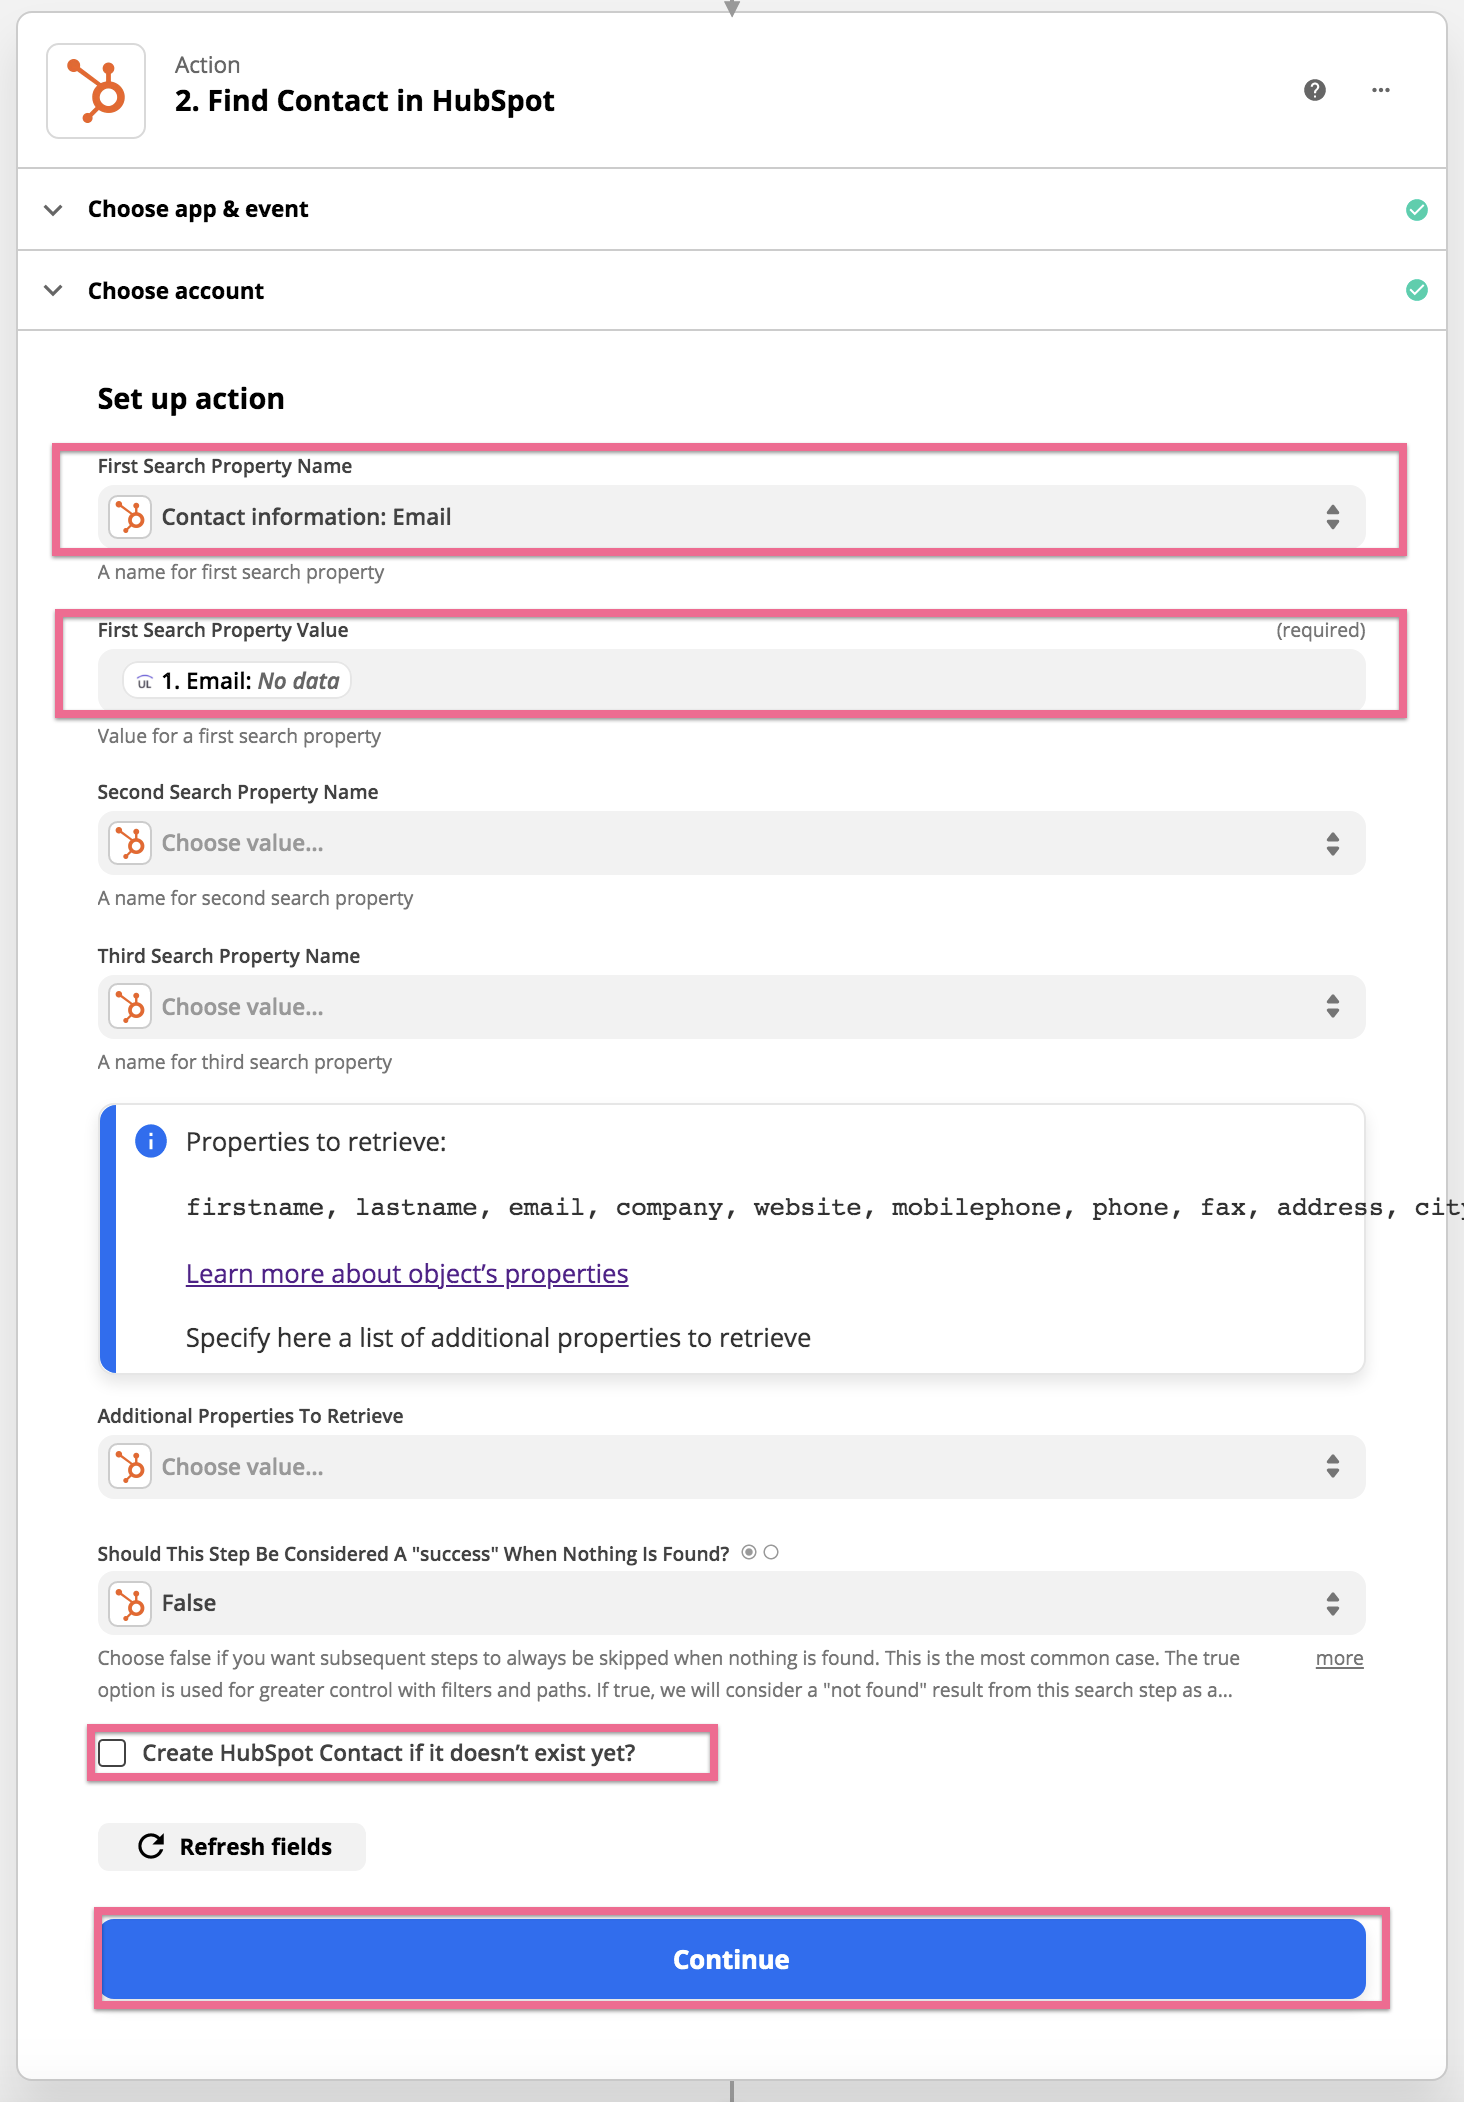 Action
2. Find Contact in HubSpot
Choose app & event
Choose account
Set up action
First Search Property Name
Contact information: Email
A name for first search property
First Search Property Value (required)
UL 1. Email: No data
Value for a first search property
Second Search Property Name
Choose value...
A name for second search property
Third Search Property Name
Choose value...
A name for third search property
Properties to retrieve:
firstname, lastname, email, company, website, mobilephone, phone, fax, address, city
Learn more about object’s properties
Specify here a list of additional properties to retrieve
Additional Properties To Retrieve
Choose value...
Should This Step Be Considered A "success" When Nothing Is Found?
False
Choose false if you want subsequent steps to always be skipped when nothing is found. This is the most common case. The true more
option is used for greater control with filters and paths. If true, we will consider a "not found" result from this search step as a...
Create HubSpot Contact if it doesn’t exist yet?
Refresh fields
Continue